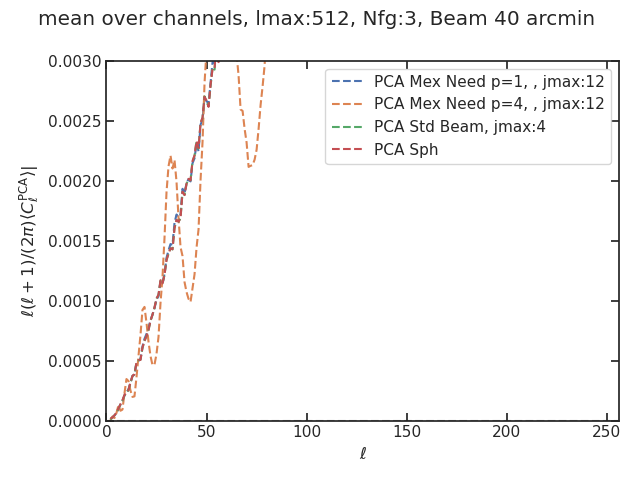 mean over channels, lmax:512, Nfg:3, Beam 40 arcmin
PCA Mex Need p=1, , jmax:12
PCA Mex Need p=4, , jmax:12
PCA Std Beam, jmax:4
PCA Sph
ℓ(ℓ + 1)/(2π)⟨C_ℓ^PCA⟩|
0.0030
0.0025
0.0020
0.0015
0.0010
0.0005
0.0000
0 50 100 150 200 250
ℓ